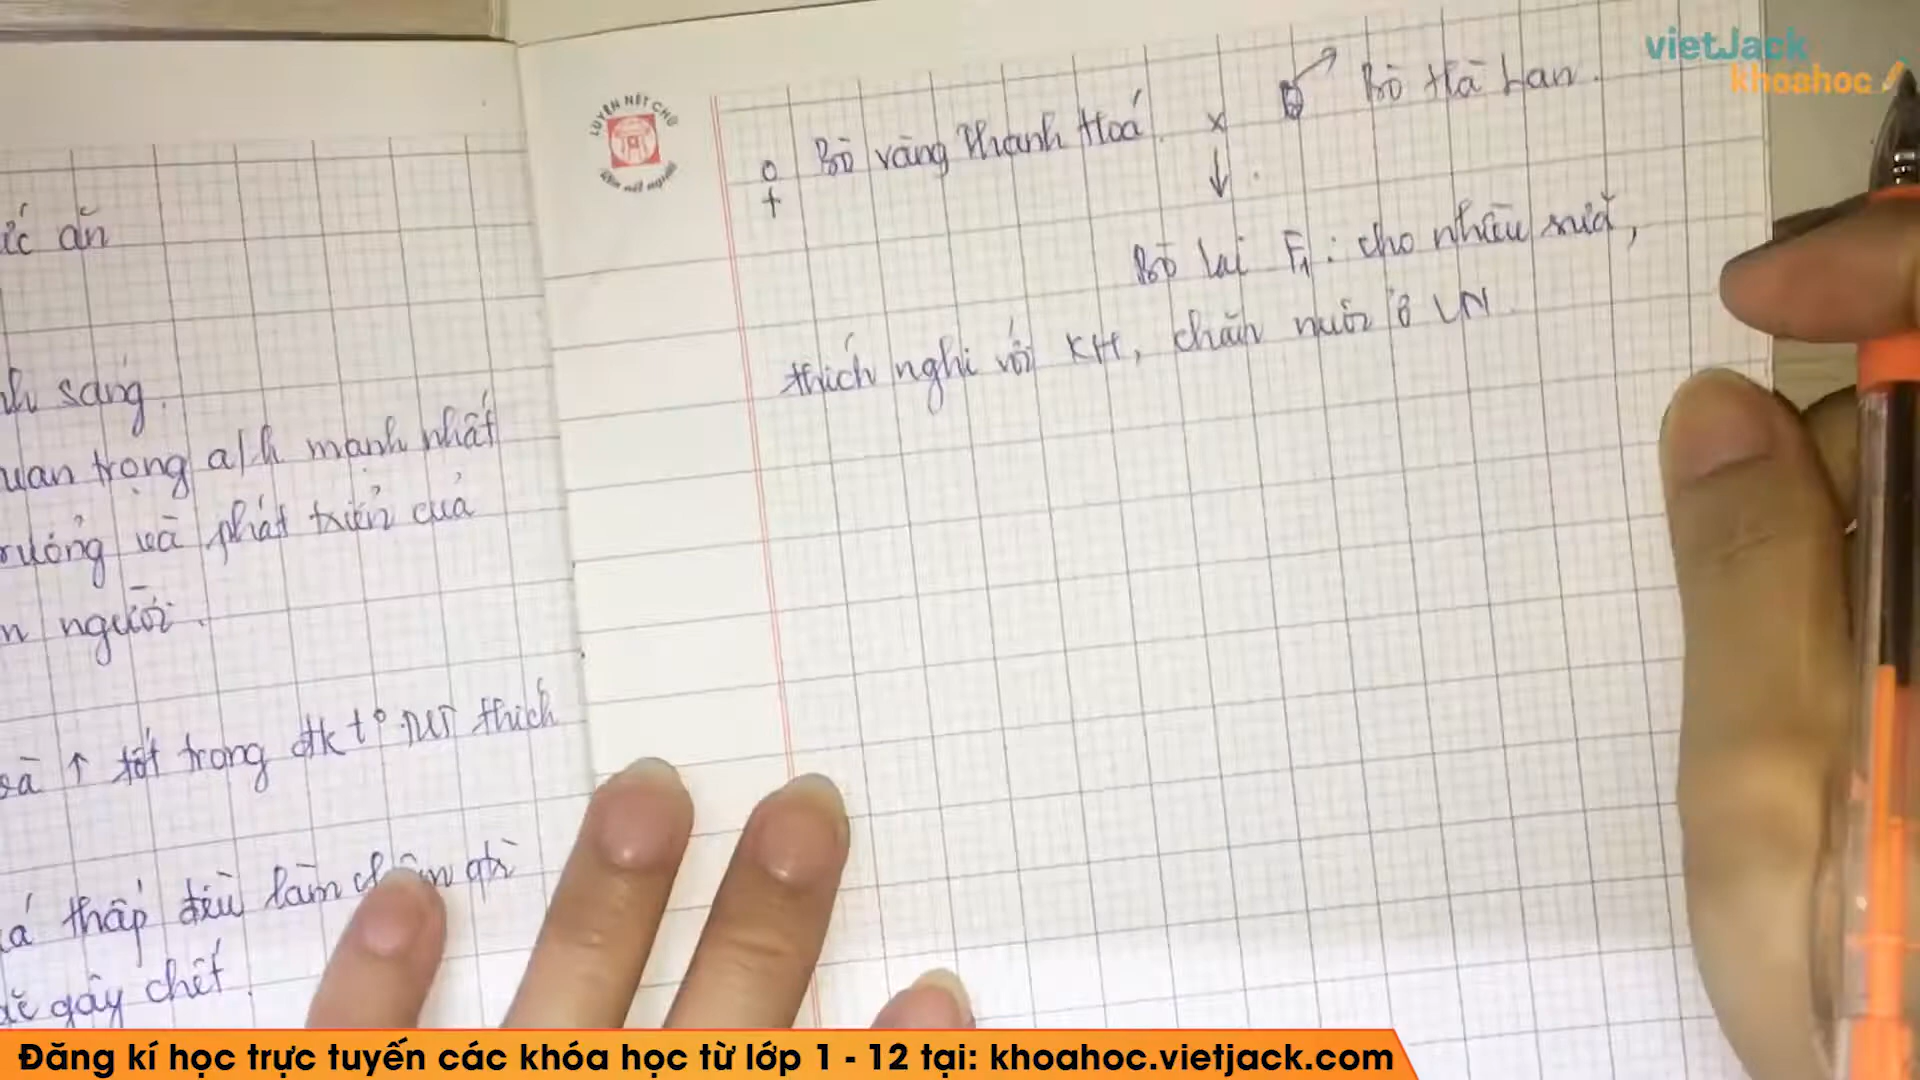 ức ăn
nh sáng.
uan trọng a/h mạnh nhất
rưởng và phát triển của
n người.
và ↑ tốt trong đk t° MT thích
á thấp đều làm chậm
gây chết.
LUYỆN NÉT CHỮ
♀ Bò vàng Thanh Hoá. x ♂ Bò Hà Lan.
↓
Bò lai F1: cho nhiều sữa,
thích nghi với KH, chăn nuôi ở VN.
vietJack
khoahoc
Đăng kí học trực tuyến các khóa học từ lớp 1 - 12 tại: khoahoc.vietjack.com